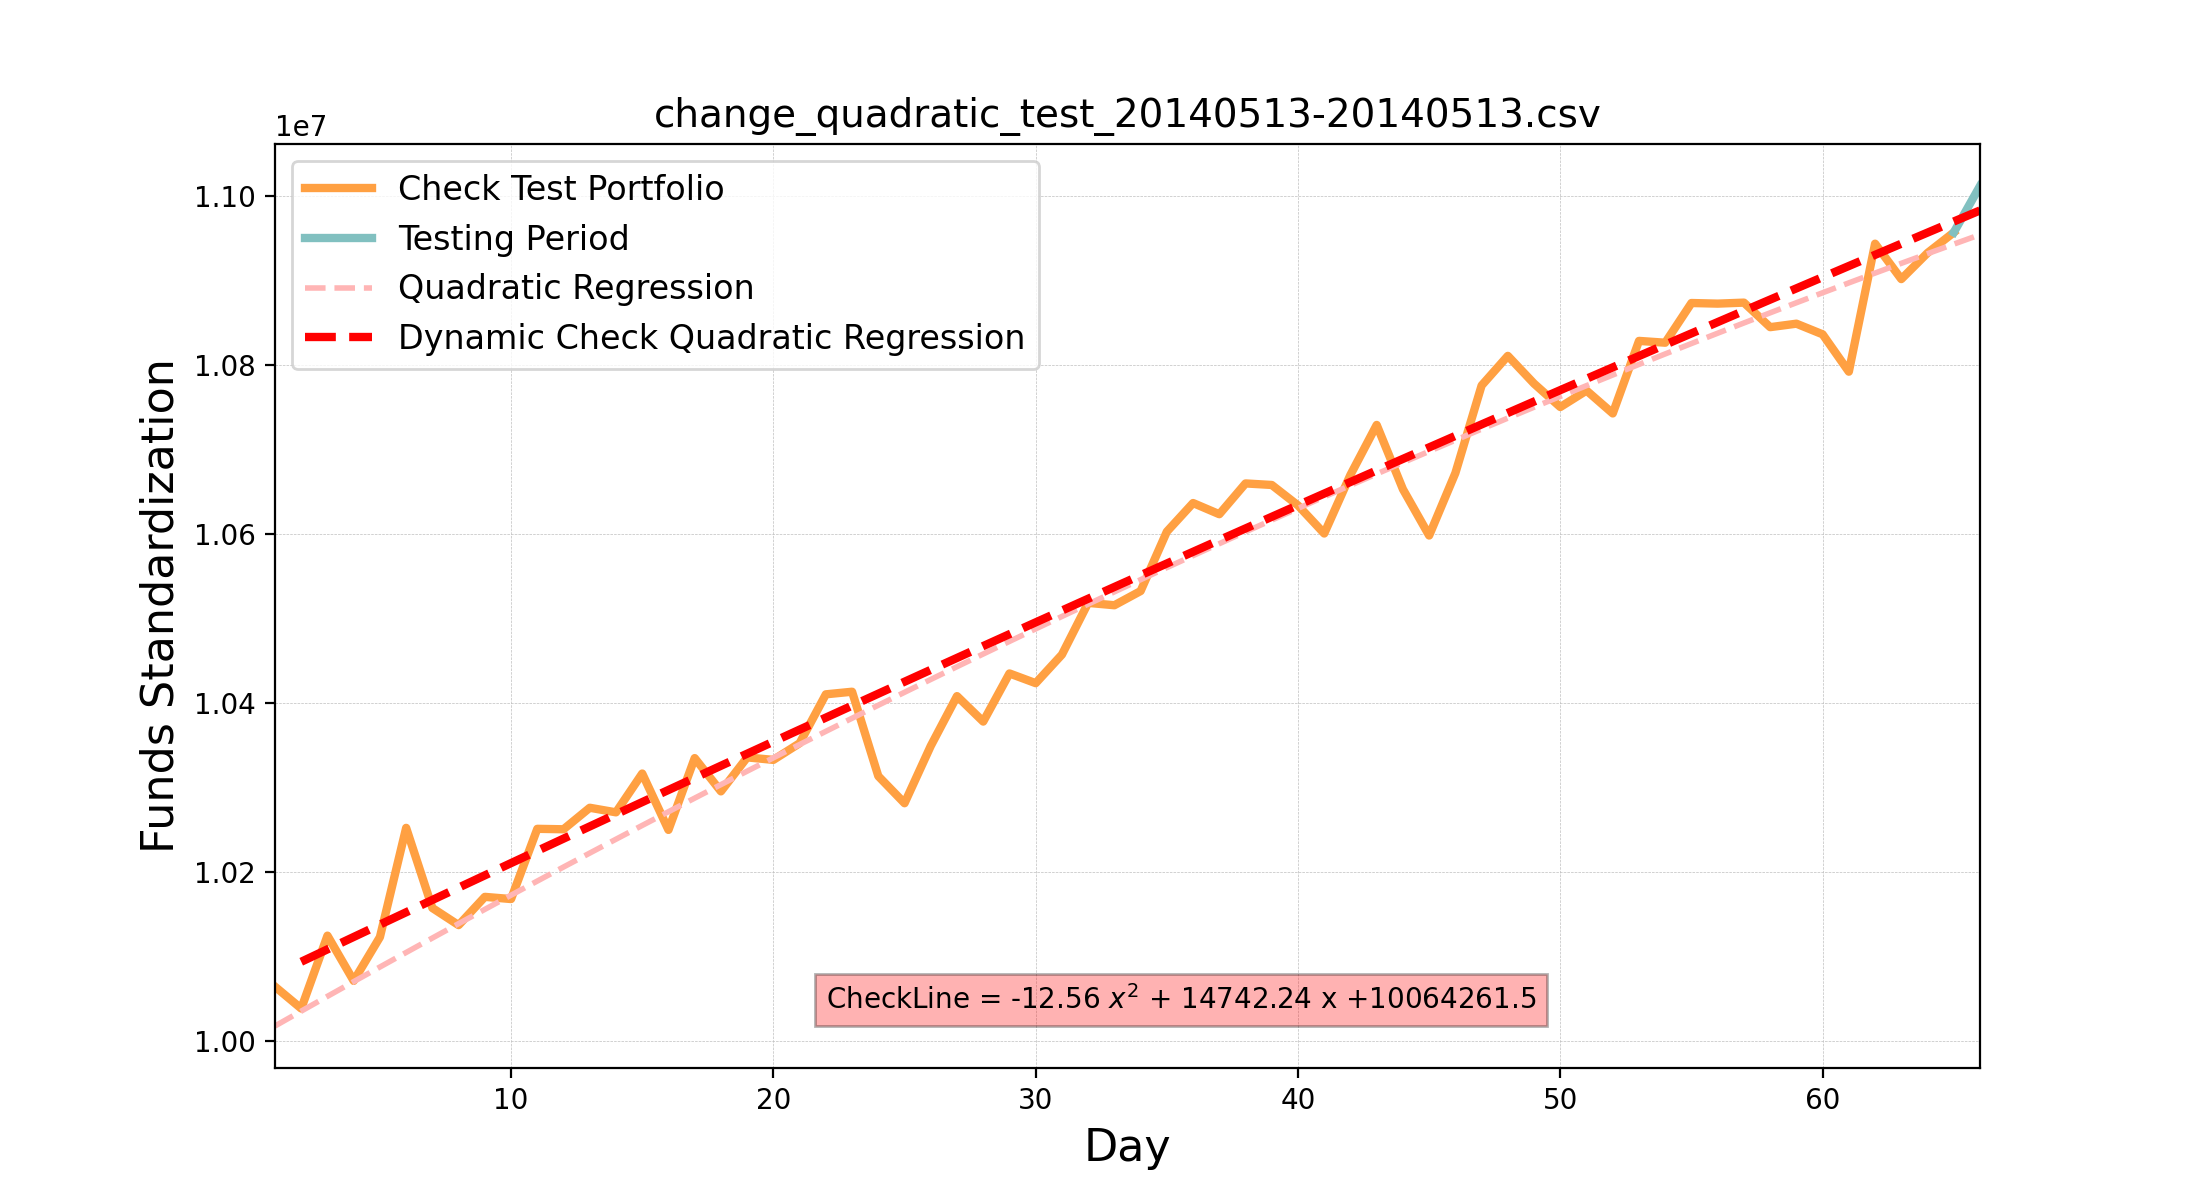 change_quadratic_test_20140513-20140513.csv
1e7
Check Test Portfolio
Testing Period
Quadratic Regression
Dynamic Check Quadratic Regression
1.10
1.08
1.06
1.04
1.02
1.00
Funds Standardization
CheckLine = -12.56 x² + 14742.24 x +10064261.5
10 20 30 40 50 60
Day